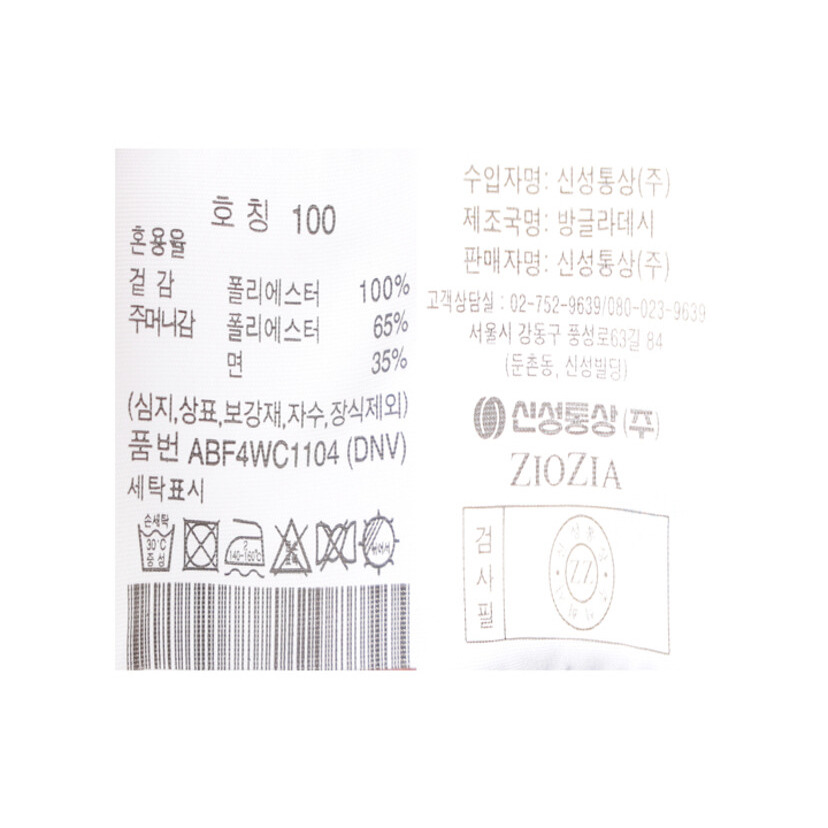 호칭 100
혼용율
겉 감 폴리에스터 100%
주머니감 폴리에스터 65%
면 35%
(심지,상표,보강재,자수,장식제외)
품번 ABF4WC1104 (DNV)
세탁표시
손세탁
30℃
중성
140~160℃
뉘어서
수입자명: 신성통상(주)
제조국명: 방글라데시
판매자명: 신성통상(주)
고객상담실 : 02-752-9639/080-023-9639
서울시 강동구 풍성로63길 84
(둔촌동, 신성빌딩)
신성통상(주)
ZIOZIA
검사필
Z.Z